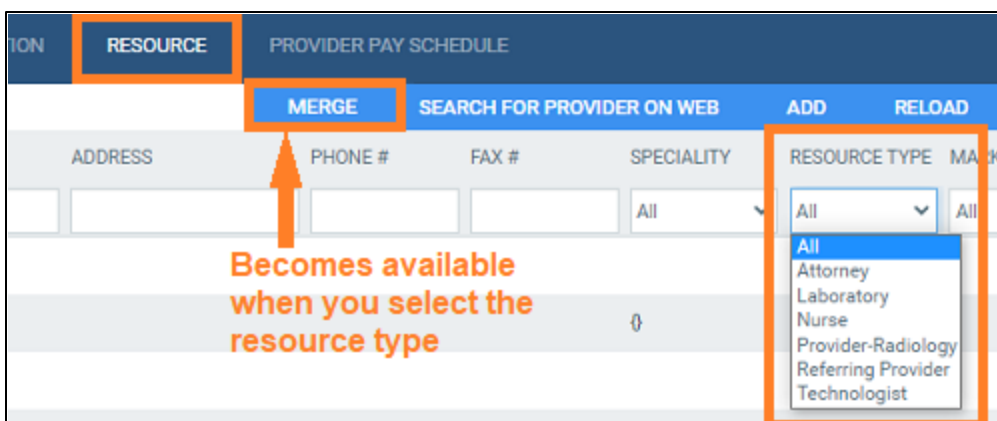 TION RESOURCE PROVIDER PAY SCHEDULE
MERGE SEARCH FOR PROVIDER ON WEB ADD RELOAD
ADDRESS PHONE # FAX # SPECIALITY RESOURCE TYPE MARK
All All All
All
Attorney
Laboratory
Nurse
Provider-Radiology
Referring Provider
Technologist
Becomes available
when you select the
resource type
{}